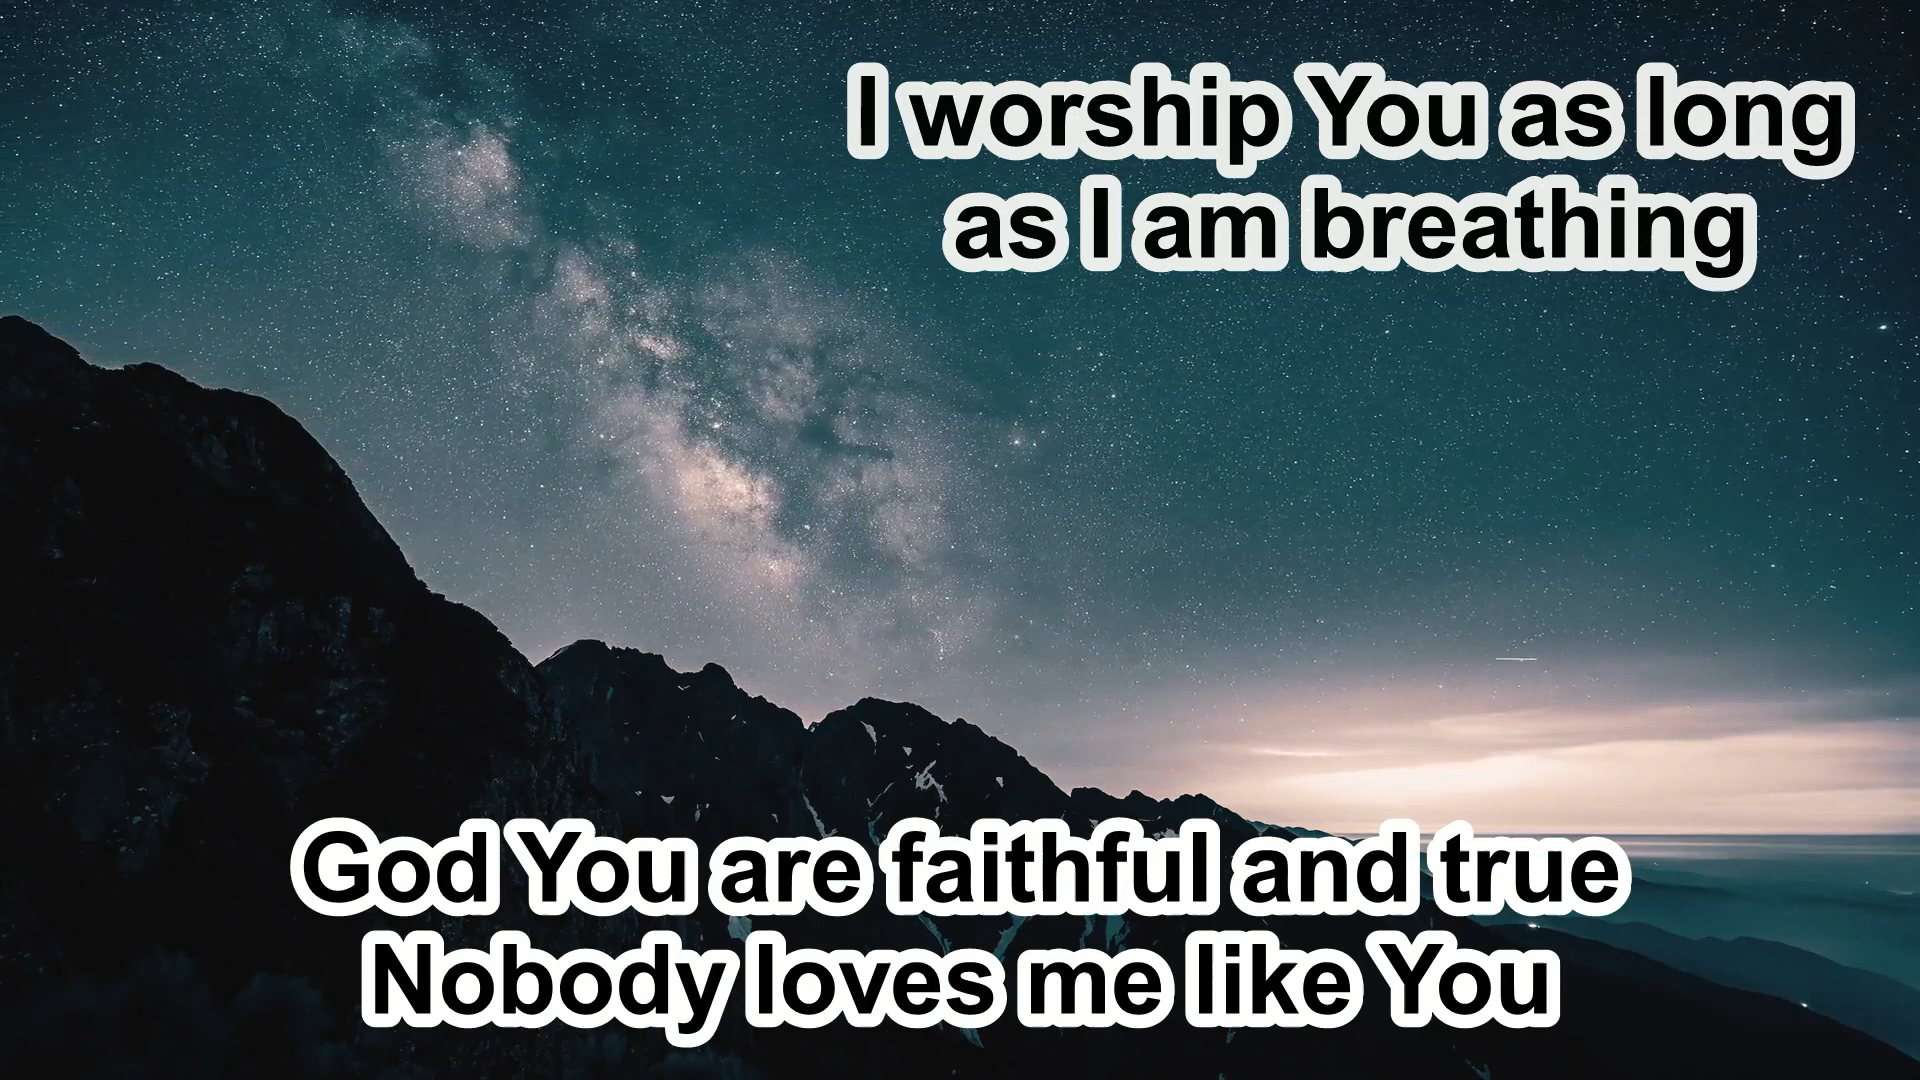 I worship You as long
as I am breathing
God You are faithful and true
Nobody loves me like You